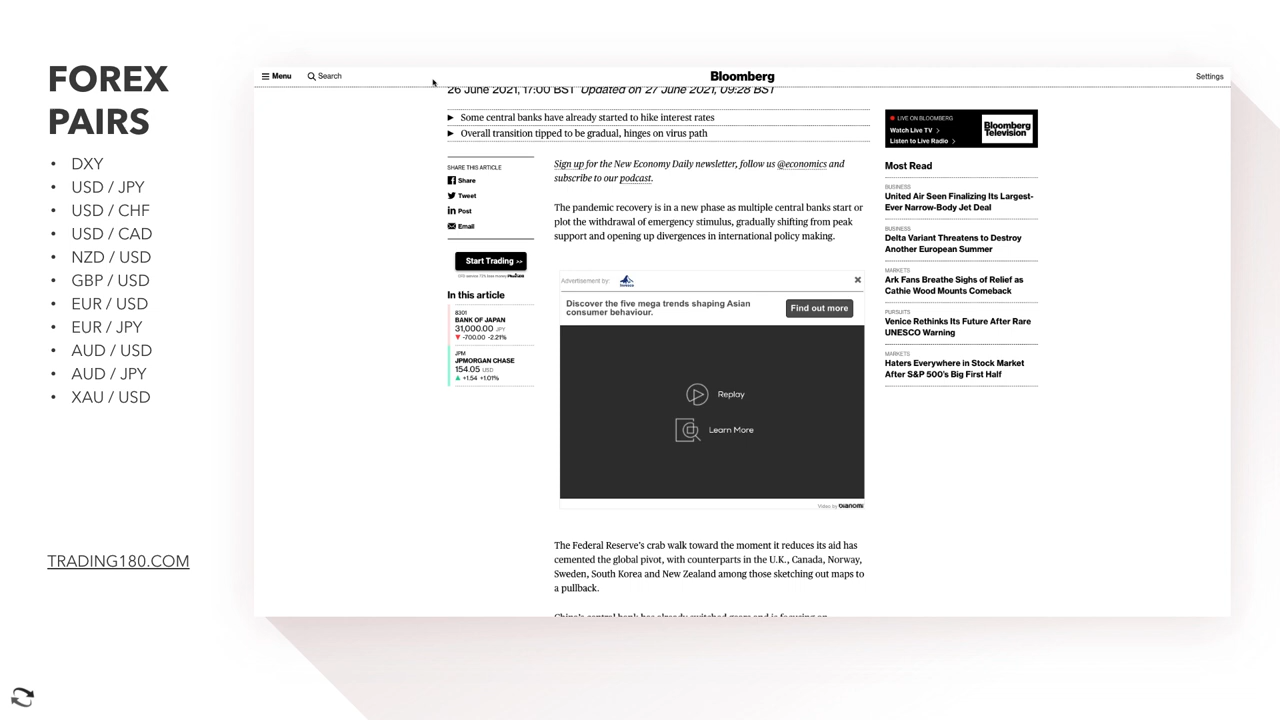 FOREX
PAIRS
• DXY
• USD / JPY
• USD / CHF
• USD / CAD
• NZD / USD
• GBP / USD
• EUR / USD
• EUR / JPY
• AUD / USD
• AUD / JPY
• XAU / USD
TRADING180.COM
Menu
Search
Bloomberg
Settings
26 June 2021, 17:00 BST Updated on 27 June 2021, 09:28 BST
Some central banks have already started to hike interest rates
Overall transition tipped to be gradual, hinges on virus path
SHARE THIS ARTICLE
Share
Tweet
Post
Email
Start Trading >>
In this article
8301
BANK OF JAPAN
31,000.00 JPY
▼ -700.00 -2.21%
JPM
JPMORGAN CHASE
154.05 USD
▲ +1.54 +1.01%
Sign up for the New Economy Daily newsletter, follow us @economics and
subscribe to our podcast.
The pandemic recovery is in a new phase as multiple central banks start or
plot the withdrawal of emergency stimulus, gradually shifting from peak
support and opening up divergences in international policy making.
Advertisement by:
Discover the five mega trends shaping Asian
consumer behaviour.
Find out more
Replay
Learn More
Video by
The Federal Reserve's crab walk toward the moment it reduces its aid has
cemented the global pivot, with counterparts in the U.K., Canada, Norway,
Sweden, South Korea and New Zealand among those sketching out maps to
a pullback.
China's central bank has already switched gears and is focusing on
LIVE ON BLOOMBERG
Watch Live TV >
Listen to Live Radio >
Bloomberg
Television
Most Read
BUSINESS
United Air Seen Finalizing Its Largest-
Ever Narrow-Body Jet Deal
BUSINESS
Delta Variant Threatens to Destroy
Another European Summer
MARKETS
Ark Fans Breathe Sighs of Relief as
Cathie Wood Mounts Comeback
PURSUITS
Venice Rethinks Its Future After Rare
UNESCO Warning
MARKETS
Haters Everywhere in Stock Market
After S&P 500's Big First Half